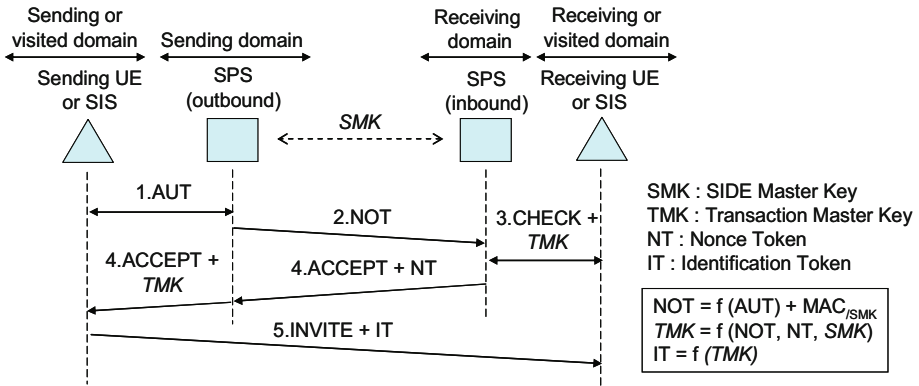 Sending or
visited domain
Sending domain
Receiving
domain
Receiving or
visited domain
Sending UE
or SIS
SPS
(outbound)
SPS
(inbound)
Receiving UE
or SIS
SMK
1.AUT
2.NOT
3.CHECK +
TMK
4.ACCEPT +
TMK
4.ACCEPT + NT
5.INVITE + IT
SMK : SIDE Master Key
TMK : Transaction Master Key
NT : Nonce Token
IT : Identification Token
NOT = f (AUT) + MAC/SMK
TMK = f (NOT, NT, SMK)
IT = f (TMK)